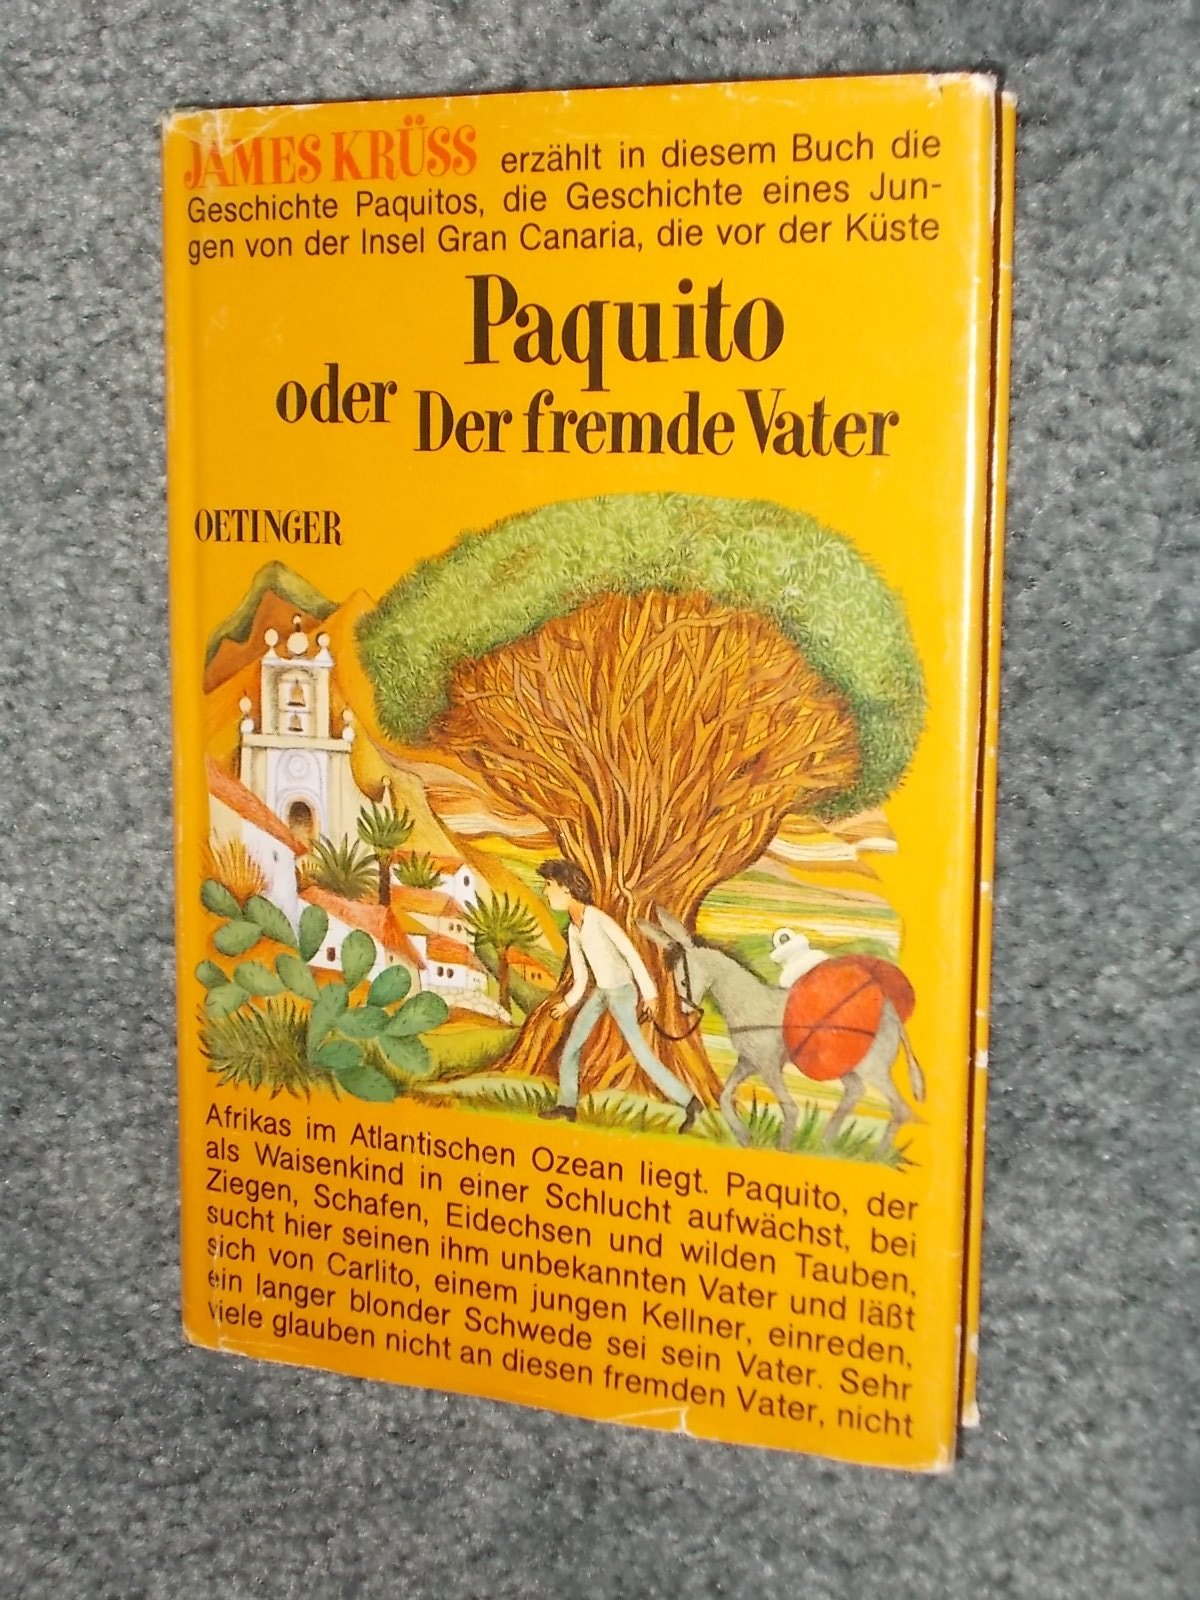 JAMES KRÜSS erzählt in diesem Buch die
Geschichte Paquitos, die Geschichte eines Jun-
gen von der Insel Gran Canaria, die vor der Küste
Paquito
oder Der fremde Vater
OETINGER
Afrikas im Atlantischen Ozean liegt. Paquito, der
als Waisenkind in einer Schlucht aufwächst, bei
Ziegen, Schafen, Eidechsen und wilden Tauben,
sucht hier seinen ihm unbekannten Vater und läßt
sich von Carlito, einem jungen Kellner, einreden,
ein langer blonder Schwede sei sein Vater. Sehr
viele glauben nicht an diesen fremden Vater, nicht